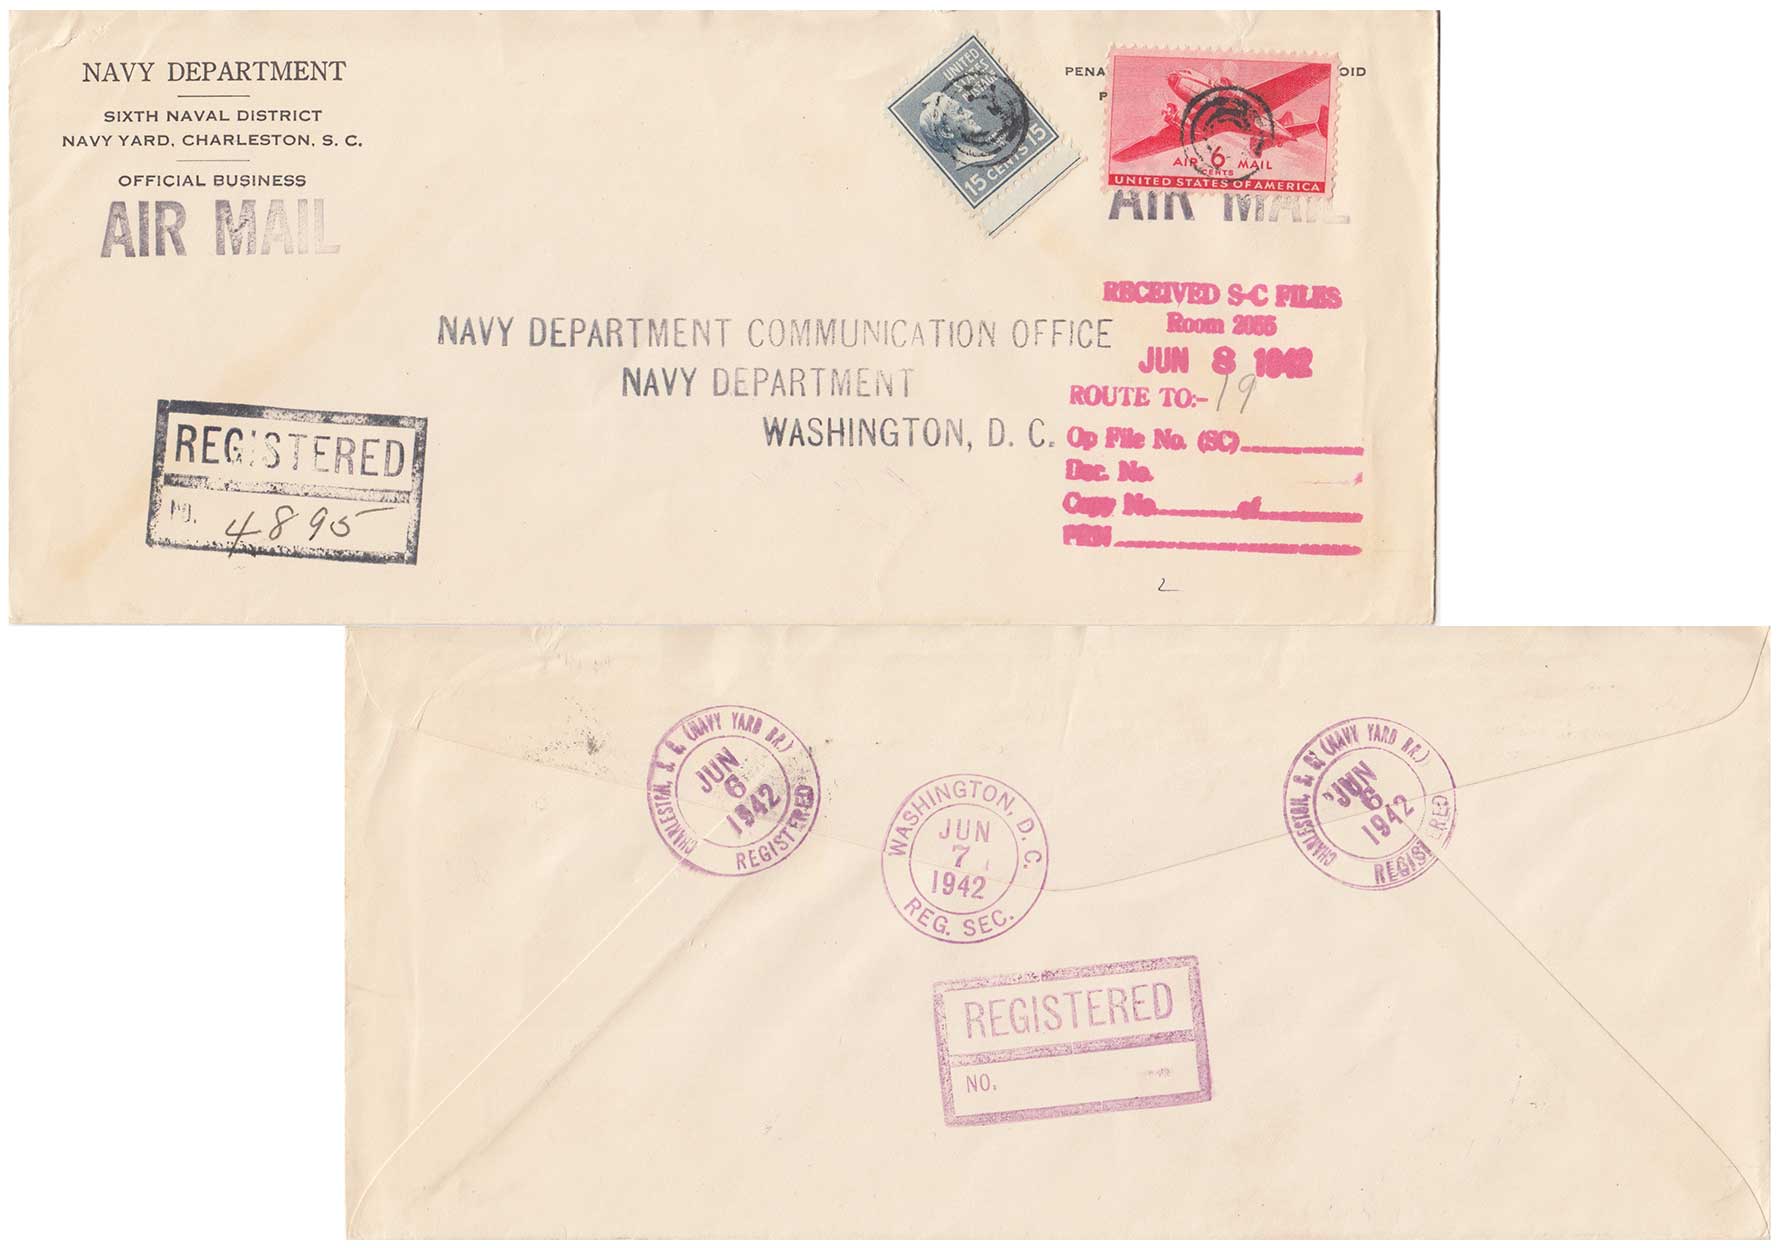 NAVY DEPARTMENT
SIXTH NAVAL DISTRICT
NAVY YARD, CHARLESTON, S. C.
OFFICIAL BUSINESS
AIR MAIL
UNITED
STATES
POSTAGE
15 CENTS 15
PENA
OID
P
AIR 6 MAIL
CENTS
UNITED STATES OF AMERICA
AIR MAIL
RECEIVED S-C FILES
Room 2055
JUN 8 1942
ROUTE TO:- 19
Op File No. (SC)
Doc. No.
Copy No. of
PRN
2
NAVY DEPARTMENT COMMUNICATION OFFICE
NAVY DEPARTMENT
WASHINGTON, D. C.
REGISTERED
NO. 4895
CHARLESTON, S. C. (NAVY YARD BR.)
JUN
6
1942
REGISTERED
WASHINGTON, D. C.
JUN
7
1942
REG. SEC.
CHARLESTON, S. C. (NAVY YARD BR.)
JUN
6
1942
REGISTERED
REGISTERED
NO.